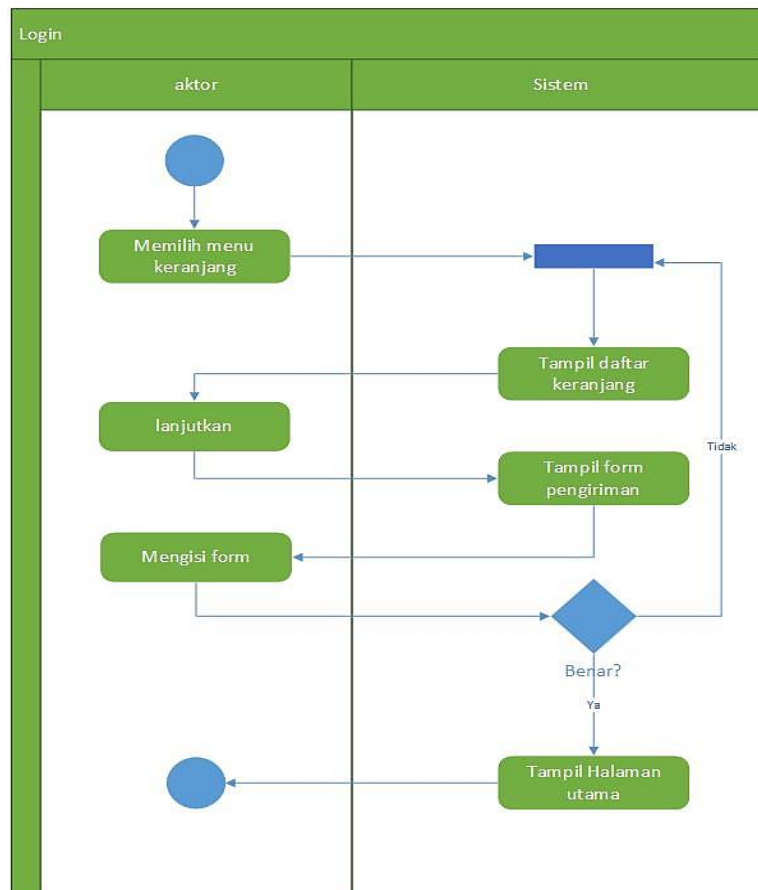 Login
aktor
Sistem
Memilih menu
keranjang
Tampil daftar
keranjang
lanjutkan
Tampil form
pengiriman
Tidak
Mengisi form
Benar?
Ya
Tampil Halaman
utama